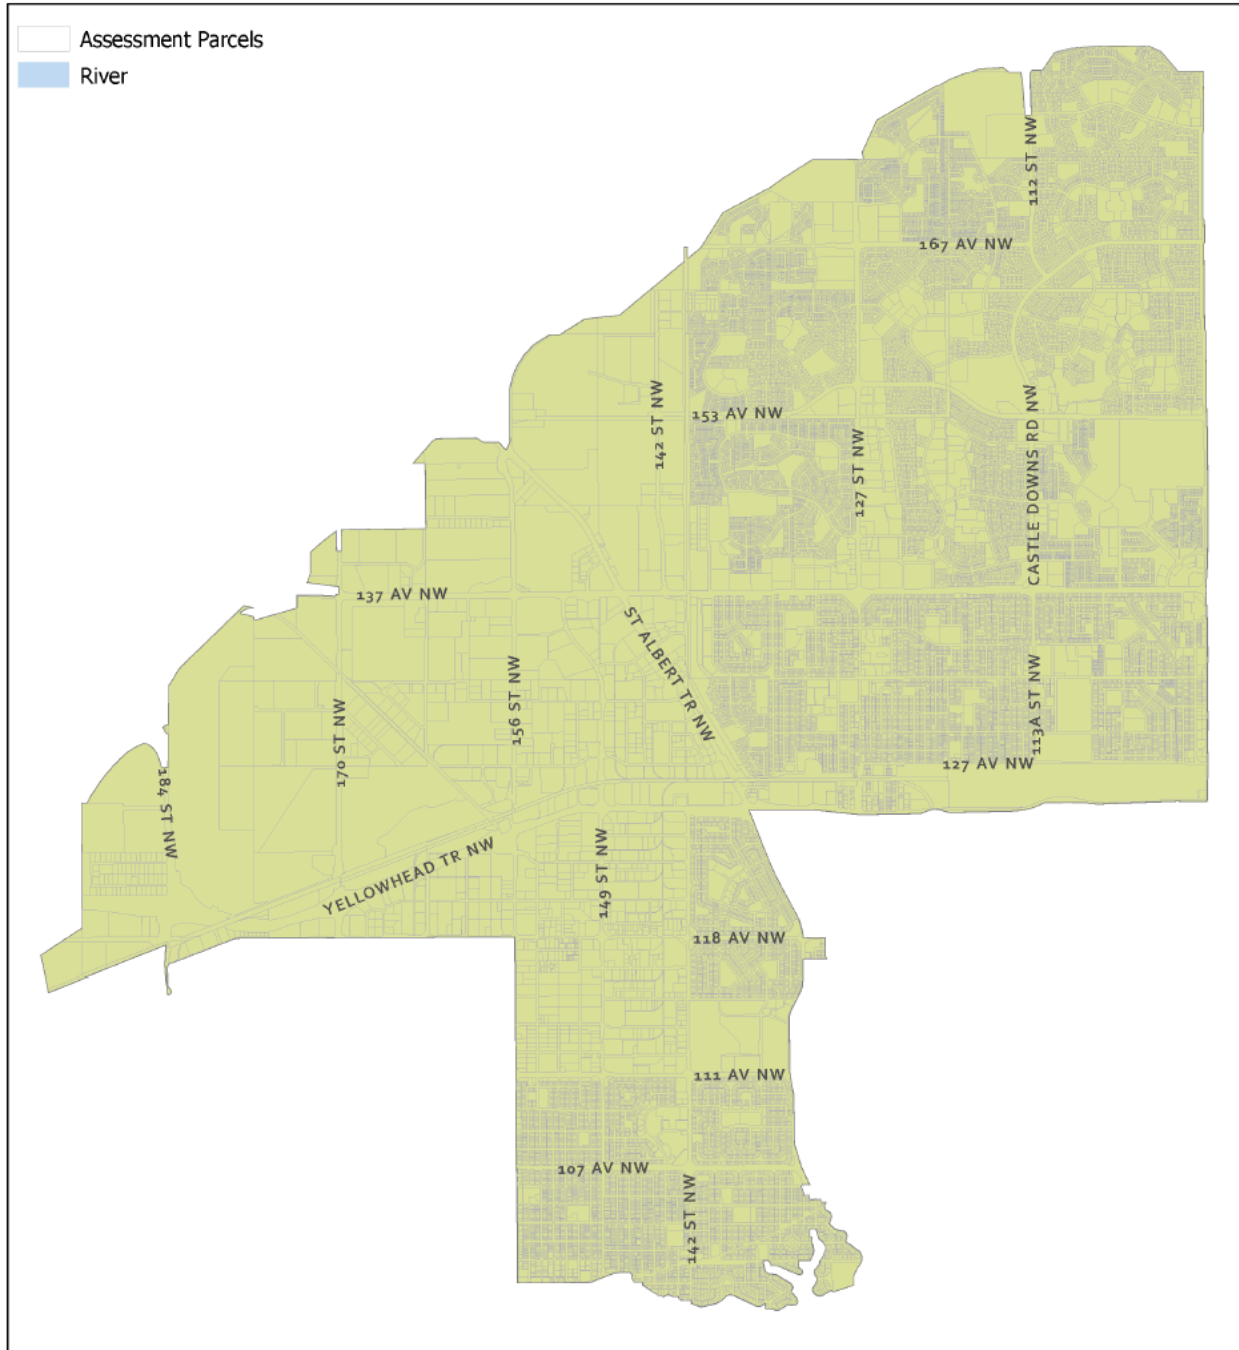 Assessment Parcels
River
112 ST NW
167 AV NW
142 ST NW
153 AV NW
127 ST NW
CASTLE DOWNS RD NW
137 AV NW
ST ALBERT TR NW
156 ST NW
170 ST NW
113A ST NW
127 AV NW
184 ST NW
YELLOWHEAD TR NW
149 ST NW
118 AV NW
111 AV NW
107 AV NW
142 ST NW